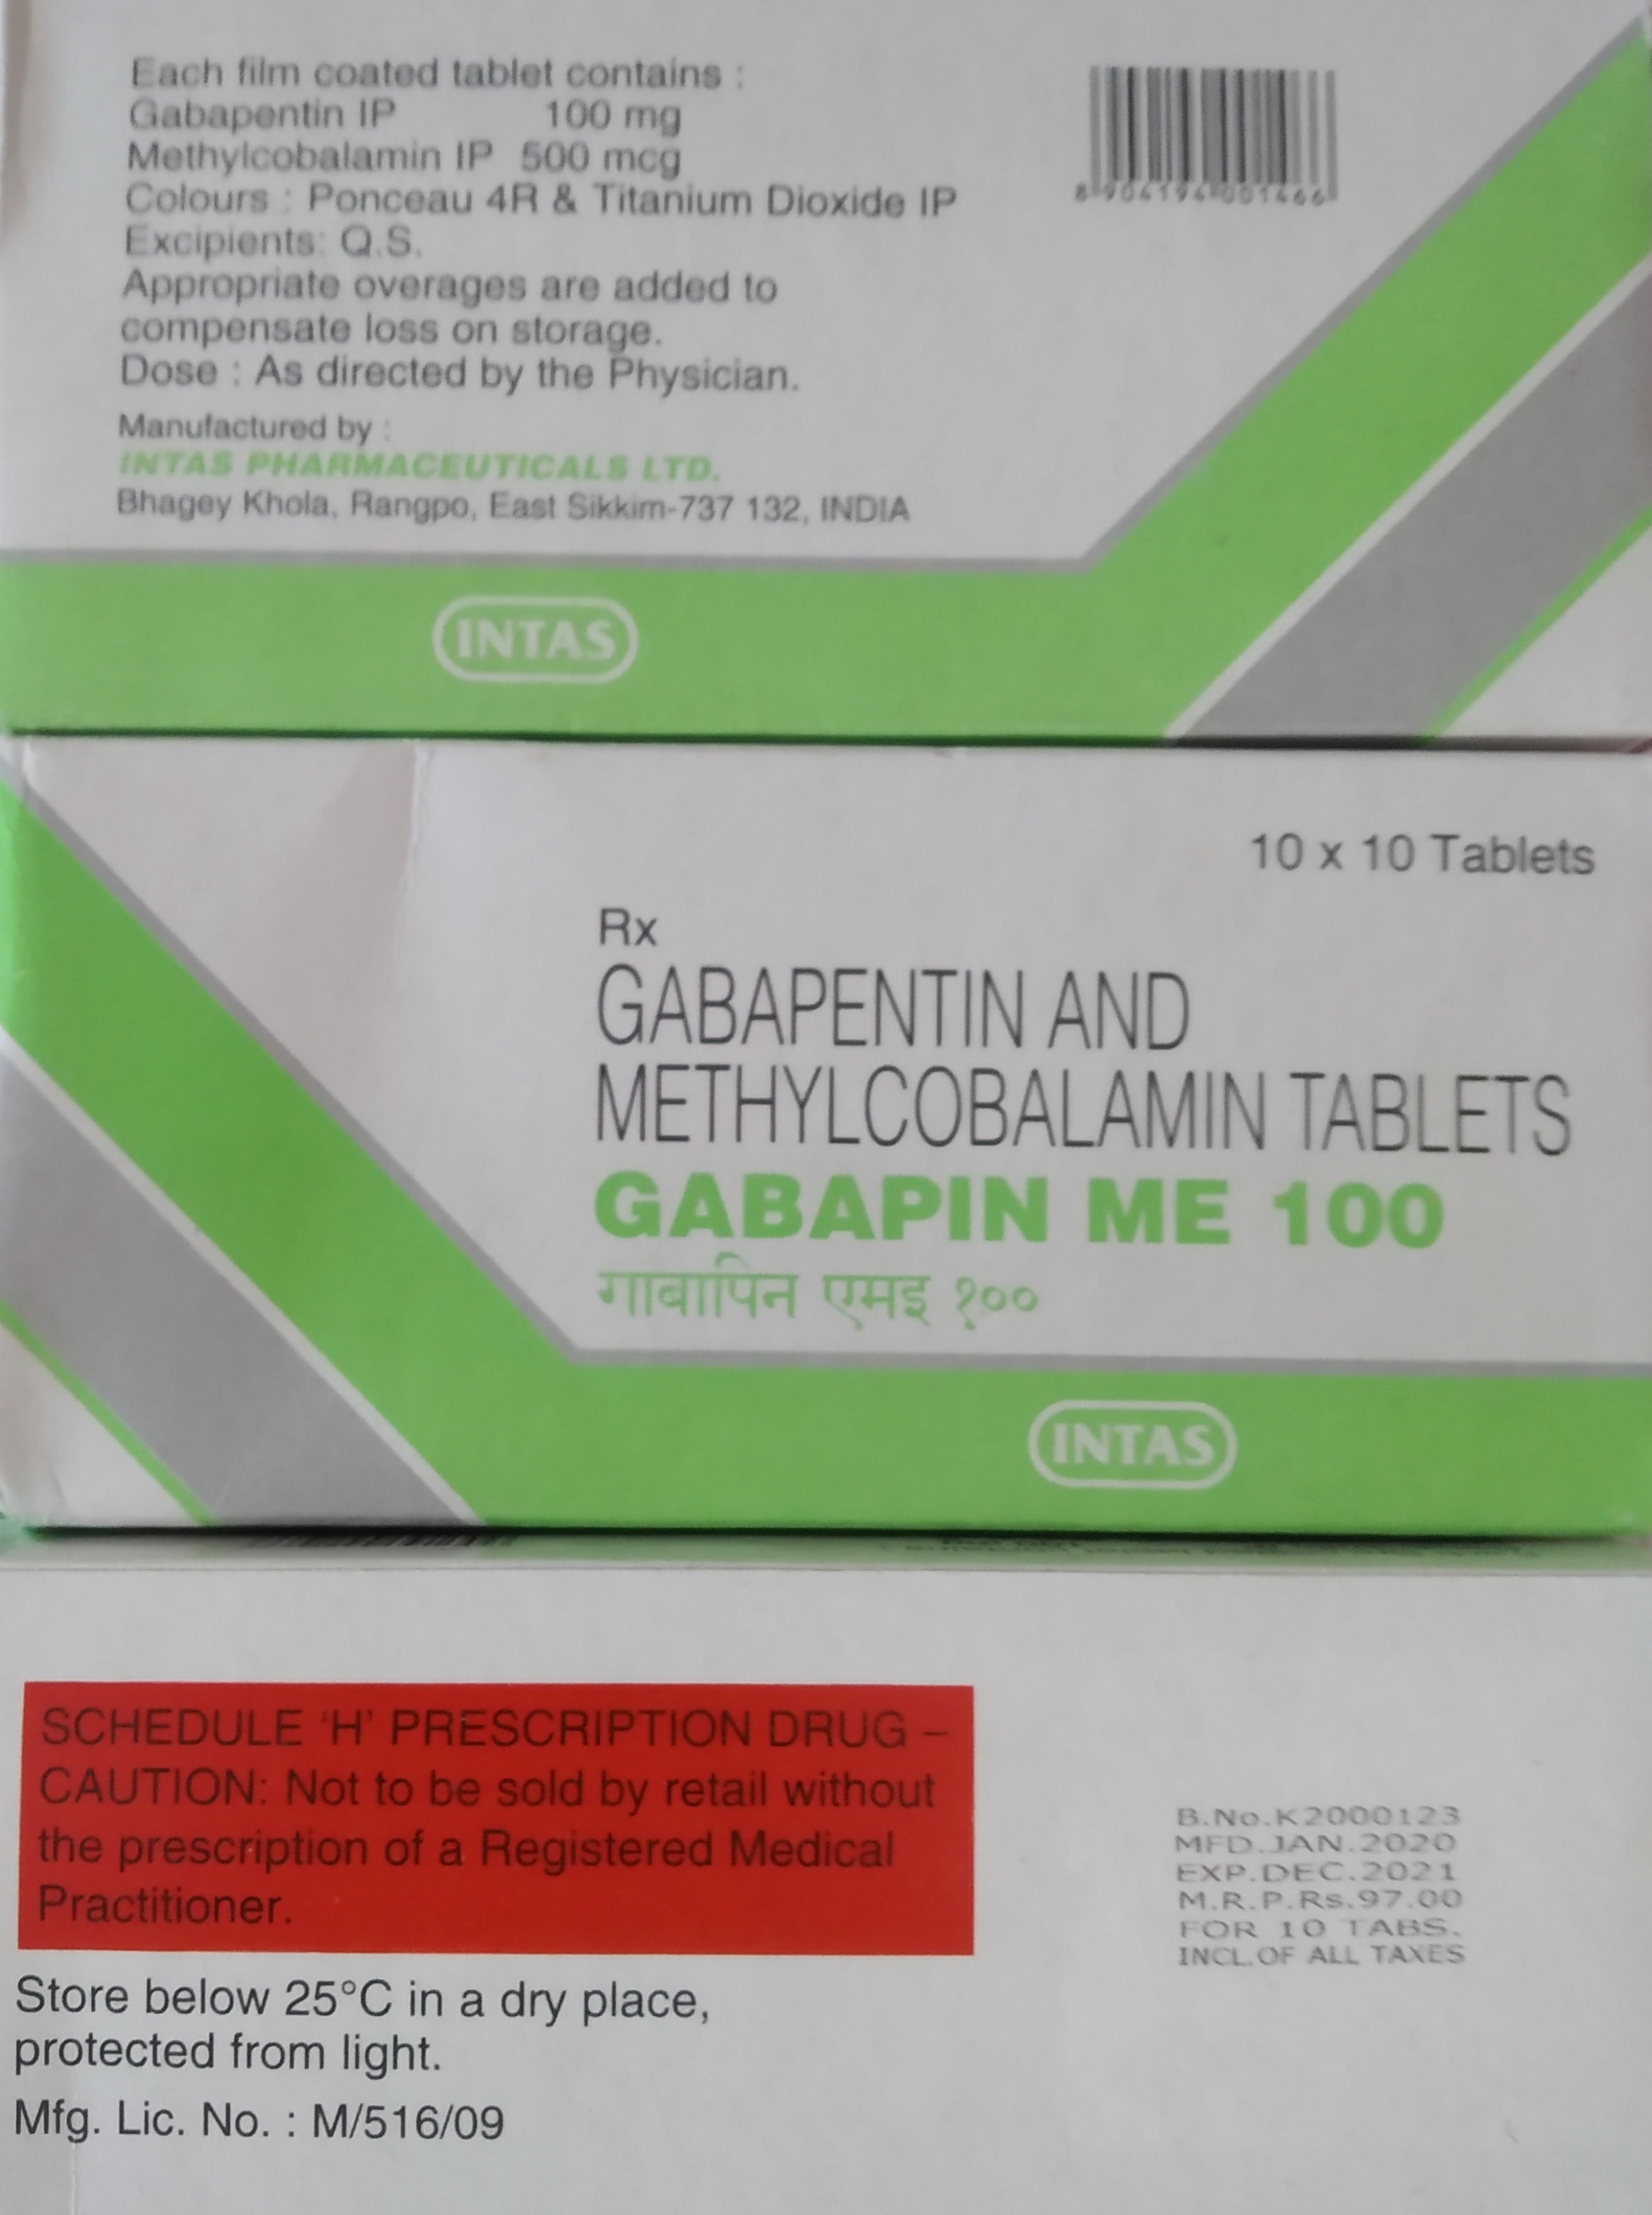 Each film coated tablet contains :
Gabapentin IP 100 mg
Methylcobalamin IP 500 mcg
Colours : Ponceau 4R & Titanium Dioxide IP
Excipients: Q.S.
Appropriate overages are added to
compensate loss on storage.
Dose : As directed by the Physician.
Manufactured by :
INTAS PHARMACEUTICALS LTD.
Bhagey Khola, Rangpo, East Sikkim-737 132, INDIA
8 904194 001466
INTAS
10 x 10 Tablets
Rx
GABAPENTIN AND
METHYLCOBALAMIN TABLETS
GABAPIN ME 100
गाबापिन एमइ १००
INTAS
SCHEDULE 'H' PRESCRIPTION DRUG –
CAUTION: Not to be sold by retail without
the prescription of a Registered Medical
Practitioner.
Store below 25°C in a dry place,
protected from light.
Mfg. Lic. No. : M/516/09
B.No.K2000123
MFD.JAN.2020
EXP.DEC.2021
M.R.P.Rs.97.00
FOR 10 TABS.
INCL.OF ALL TAXES